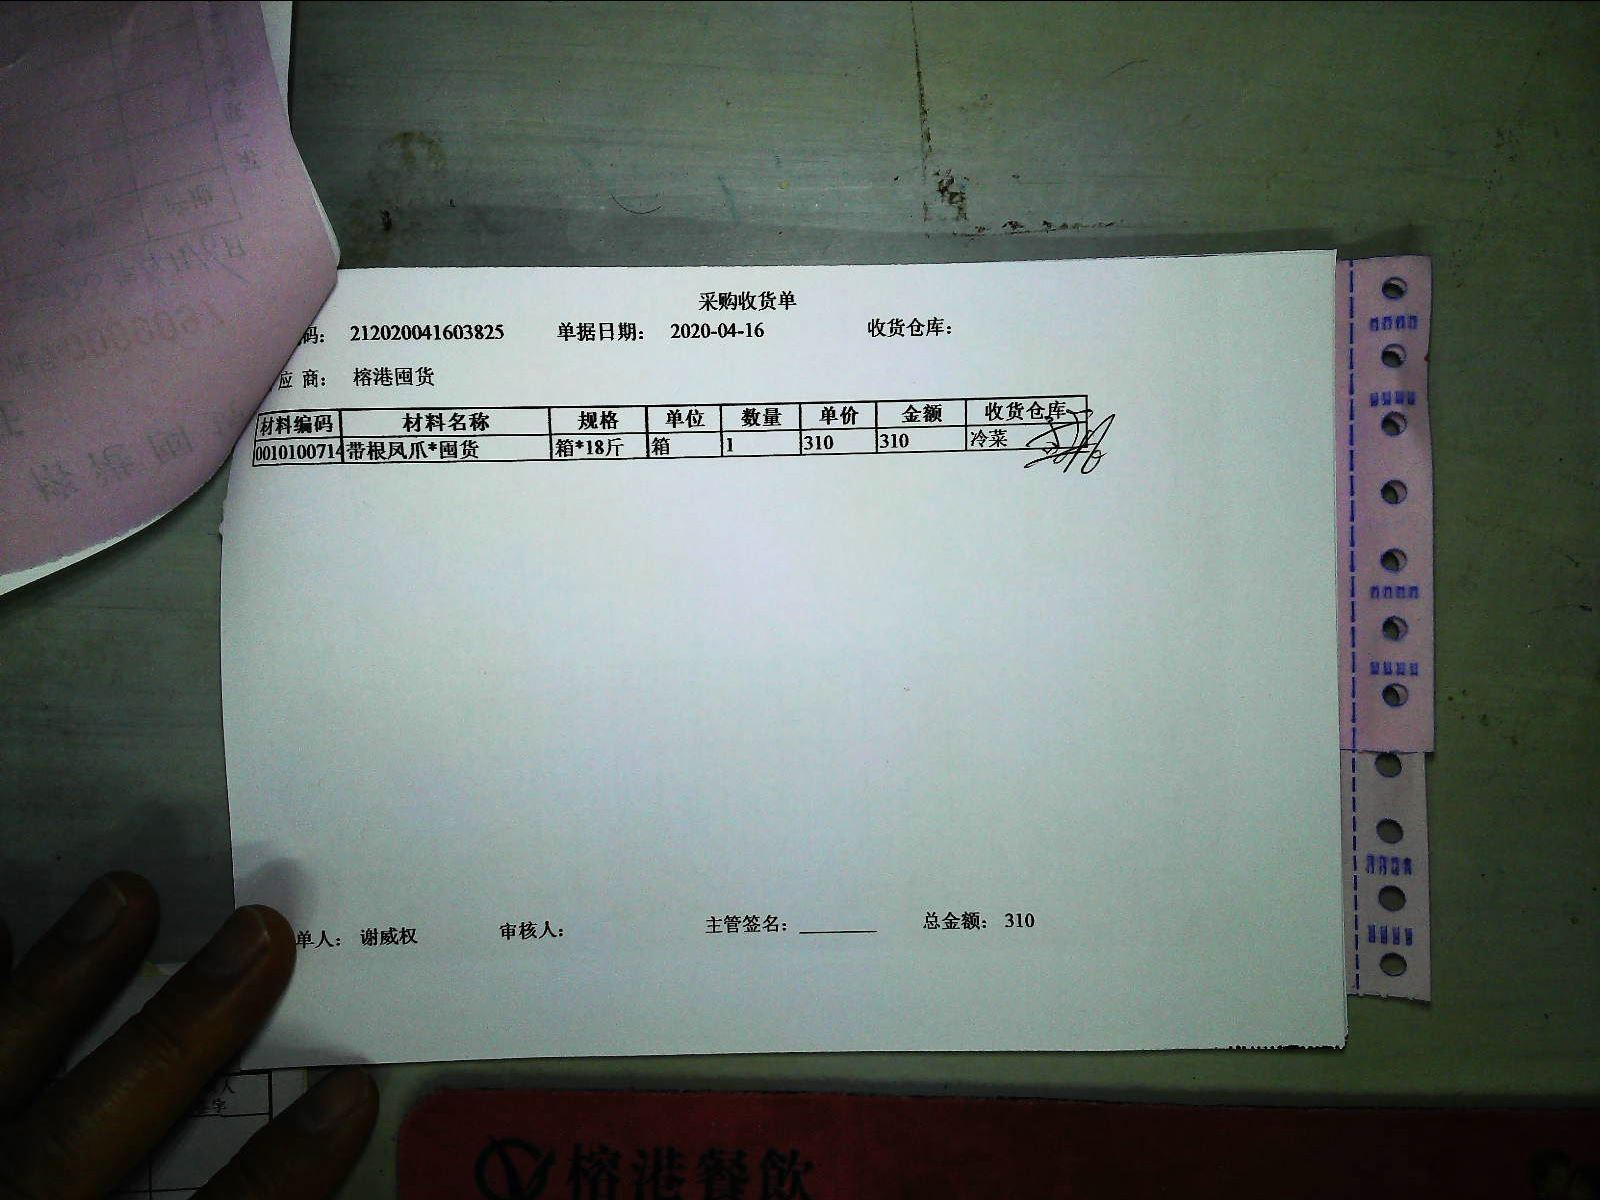 采购收货单
码： 212020041603825 单据日期： 2020-04-16 收货仓库：
应 商： 榕港囤货
材料编码 材料名称 规格 单位 数量 单价 金额 收货仓库
0010100714 带根凤爪*囤货 箱*18斤 箱 1 310 310 冷菜
单人： 谢威权 审核人： 主管签名： 总金额： 310
榕港餐飲